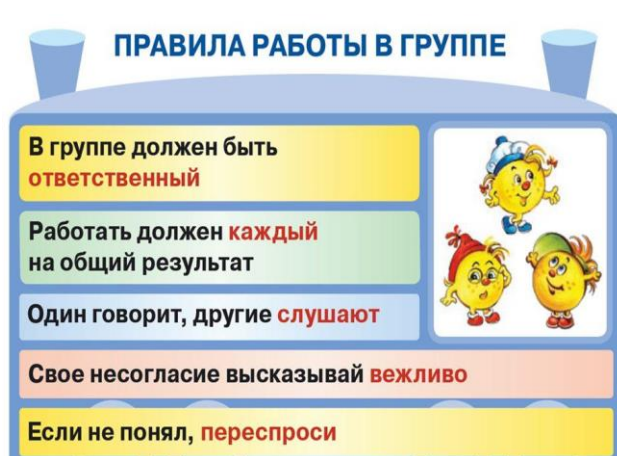 ПРАВИЛА РАБОТЫ В ГРУППЕ
В группе должен быть
ответственный
Работать должен каждый
на общий результат
Один говорит, другие слушают
Свое несогласие высказывай вежливо
Если не понял, переспроси